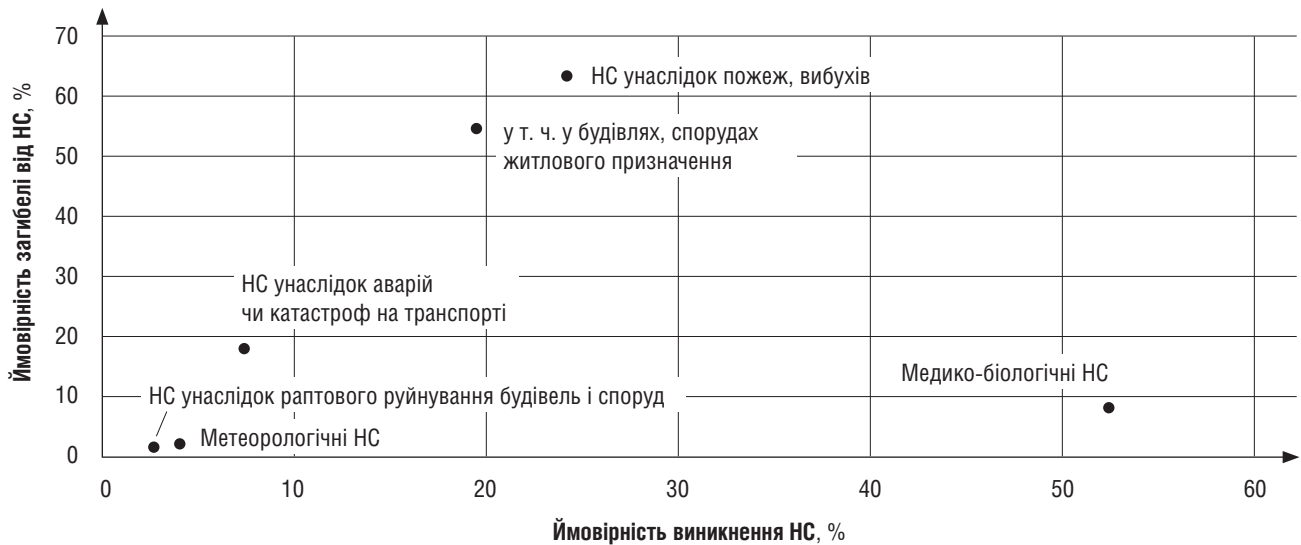 Ймовірність загибелі від НС, %
70
60
50
40
30
20
10
0
НС унаслідок пожеж, вибухів
у т. ч. у будівлях, спорудах
житлового призначення
НС унаслідок аварій
чи катастроф на транспорті
Медико-біологічні НС
НС унаслідок раптового руйнування будівель і споруд
Метеорологічні НС
0 10 20 30 40 50 60
Ймовірність виникнення НС, %